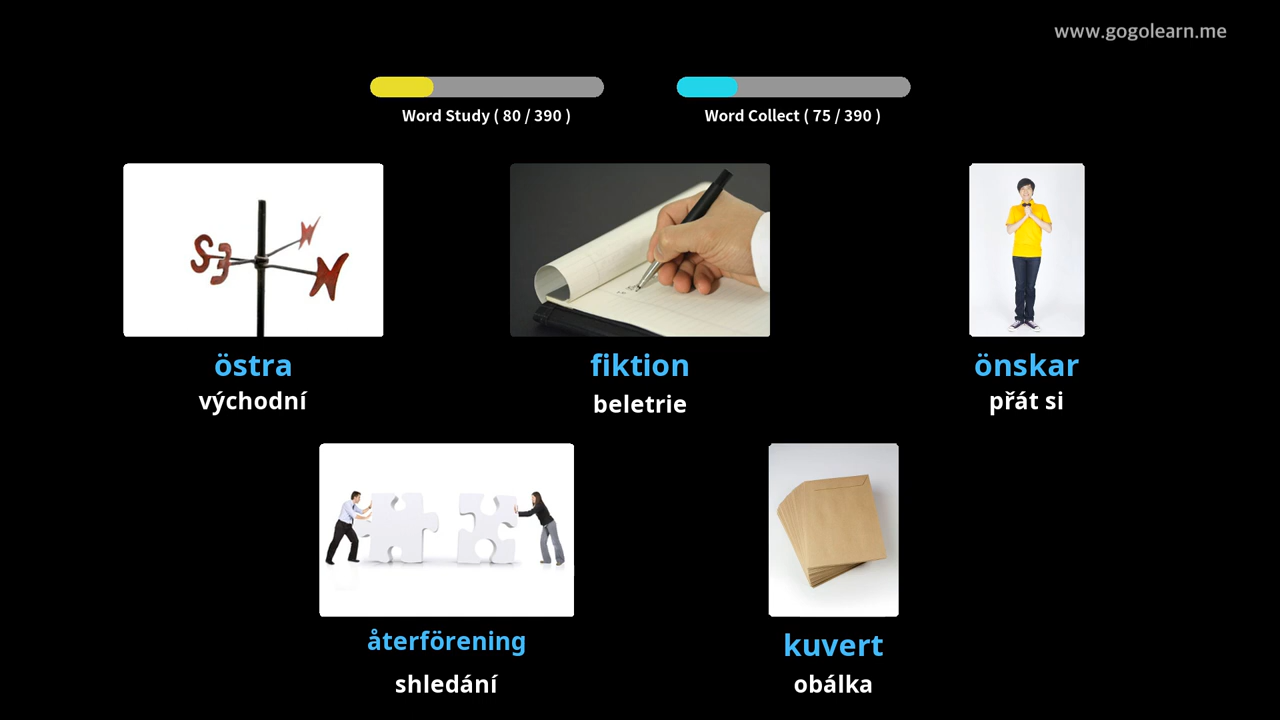 www.gogolearn.me
Word Study ( 80 / 390 )
Word Collect ( 75 / 390 )
S E N
östra
východní
fiktion
beletrie
önskar
přát si
återförening
shledání
kuvert
obálka